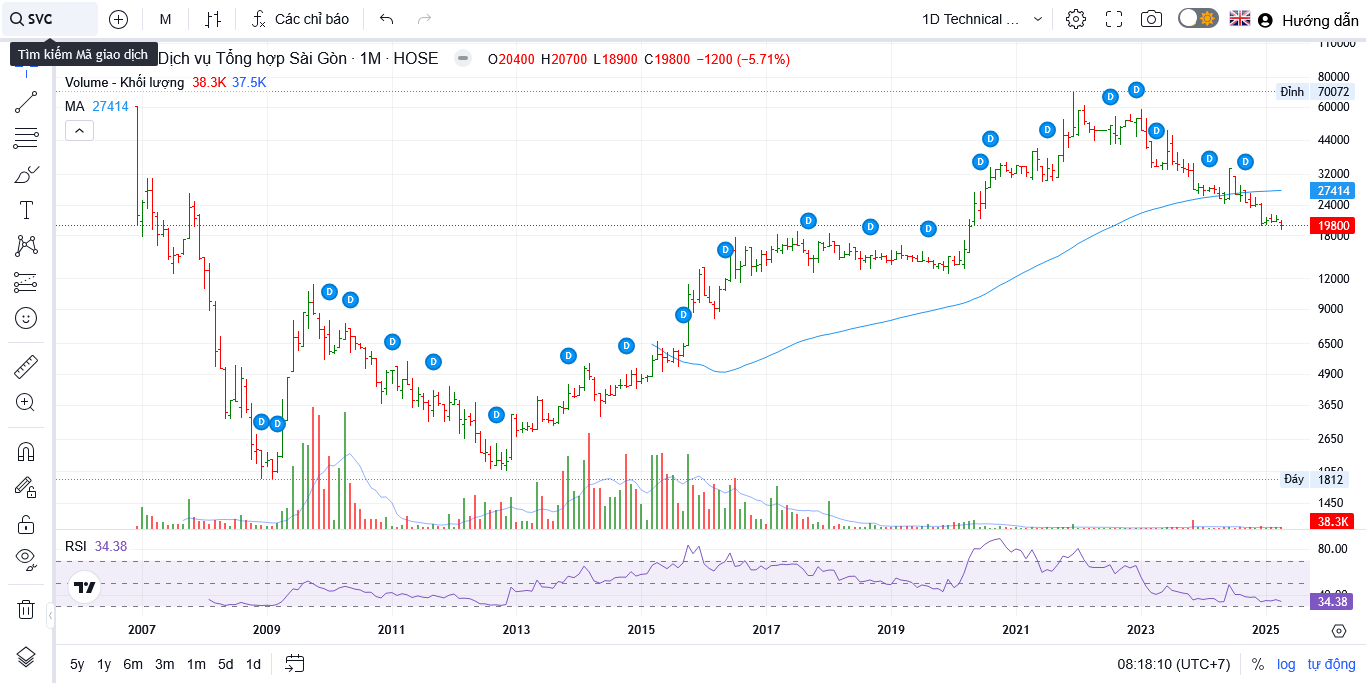 SVC
M
Các chỉ báo
1D Technical ...
Hướng dẫn
Tìm kiếm Mã giao dịch
Dịch vụ Tổng hợp Sài Gòn · 1M · HOSE
O20400 H20700 L18900 C19800 −1200 (−5.71%)
Volume - Khối lượng 38.3K 37.5K
MA 27414
110000
80000
Đỉnh 70072
60000
44000
32000
27414
24000
19800
18000
12000
9000
6500
4900
3650
2650
1950
Đáy 1812
1450
38.3K
D D D D D D D D D D D D D D D D D D D D D D
RSI 34.38
80.00
40.00
34.38
2007 2009 2011 2013 2015 2017 2019 2021 2023 2025
5y 1y 6m 3m 1m 5d 1d
08:18:10 (UTC+7) % log tự động